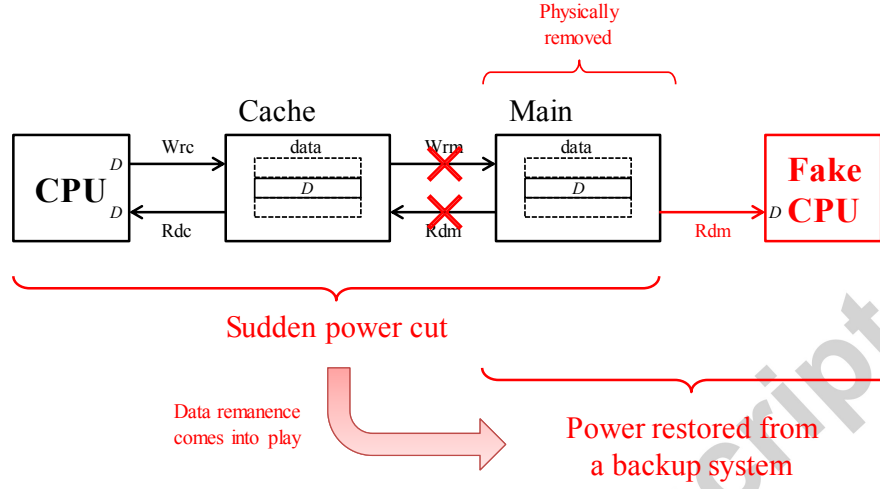 Physically
removed
Cache
Main
Wrc
data
Wrm
data
D
CPU
D
D
D
Fake
CPU
D
Rdc
Rdm
Rdm
Sudden power cut
Data remanence
comes into play
Power restored from
a backup system
cript